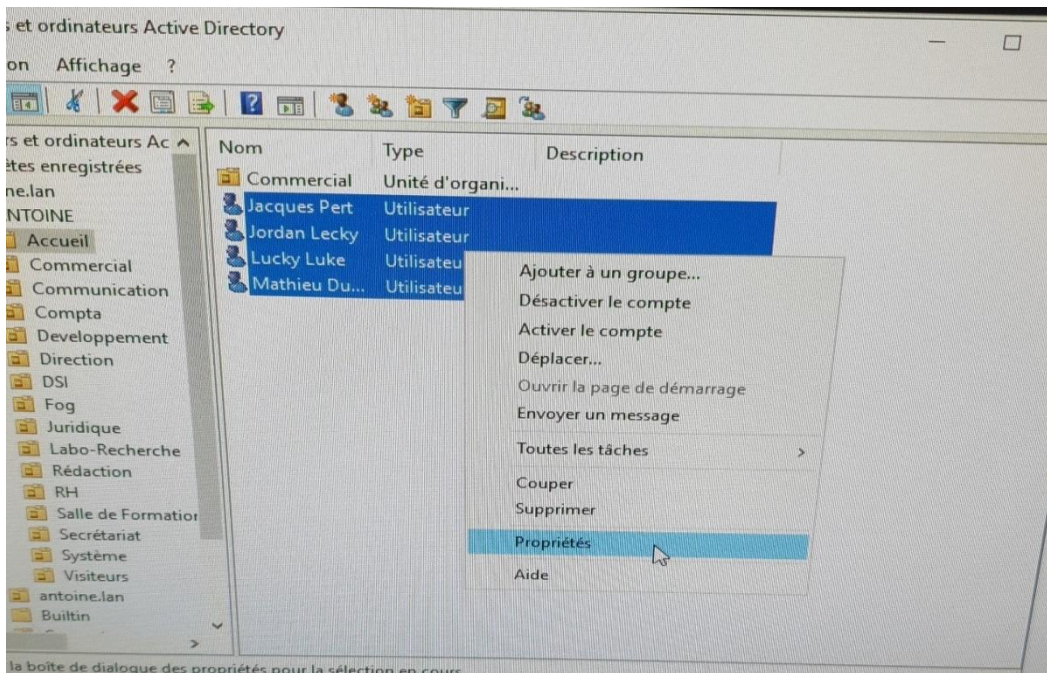 s et ordinateurs Active Directory
on Affichage ?
rs et ordinateurs Ac
êtes enregistrées
ne.lan
NTOINE
Accueil
Commercial
Communication
Compta
Developpement
Direction
DSI
Fog
Juridique
Labo-Recherche
Rédaction
RH
Salle de Formation
Secrétariat
Système
Visiteurs
antoine.lan
Builtin
Nom Type Description
Commercial Unité d'organi...
Jacques Pert Utilisateur
Jordan Lecky Utilisateur
Lucky Luke Utilisateu
Mathieu Du... Utilisateu
Ajouter à un groupe...
Désactiver le compte
Activer le compte
Déplacer...
Ouvrir la page de démarrage
Envoyer un message
Toutes les tâches
Couper
Supprimer
Propriétés
Aide
la boîte de dialogue des propriétés pour la sélection en cours